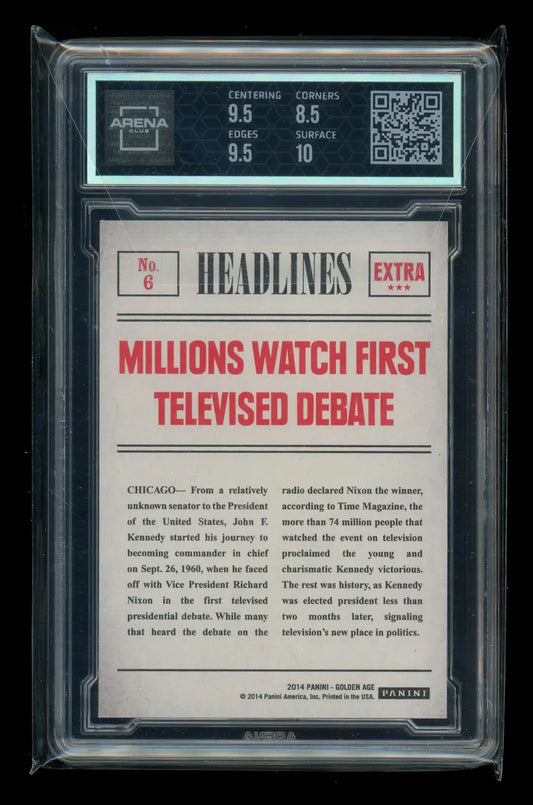 ARENA
CLUB
CENTERING CORNERS
9.5 8.5
EDGES SURFACE
9.5 10
No.
6
HEADLINES
EXTRA
MILLIONS WATCH FIRST
TELEVISED DEBATE
CHICAGO— From a relatively
unknown senator to the President
of the United States, John F.
Kennedy started his journey to
becoming commander in chief
on Sept. 26, 1960, when he faced
off with Vice President Richard
Nixon in the first televised
presidential debate. While many
that heard the debate on the
radio declared Nixon the winner,
according to Time Magazine, the
more than 74 million people that
watched the event on television
proclaimed the young and
charismatic Kennedy victorious.
The rest was history, as Kennedy
was elected president less than
two months later, signaling
television's new place in politics.
2014 PANINI - GOLDEN AGE
© 2014 Panini America, Inc. Printed in the USA.
PANINI